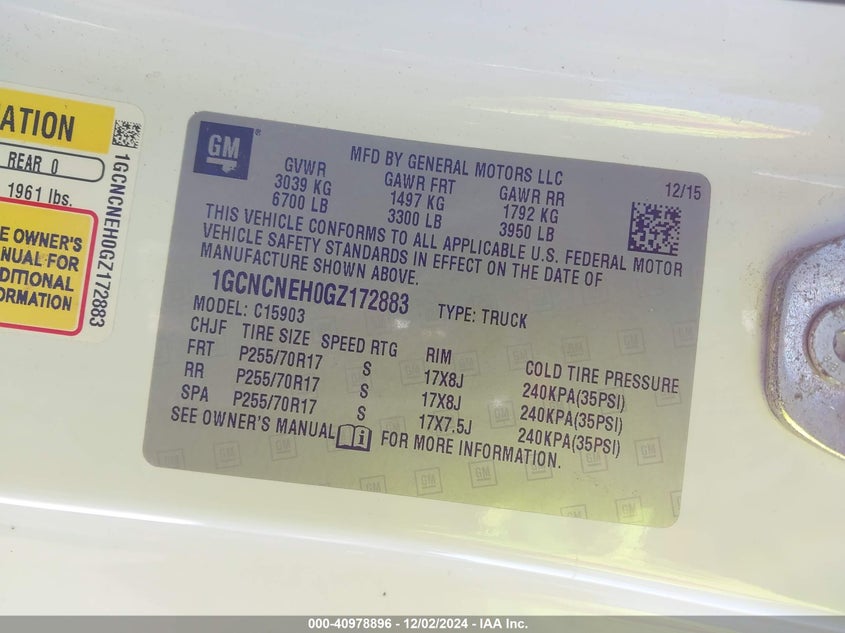 ATION
REAR 0
1961 lbs.
E OWNER'S
NUAL FOR
DITIONAL
ORMATION
1GCNCNEH0GZ172883
GM
MFD BY GENERAL MOTORS LLC
12/15
GVWR GAWR FRT GAWR RR
3039 KG 1497 KG 1792 KG
6700 LB 3300 LB 3950 LB
THIS VEHICLE CONFORMS TO ALL APPLICABLE U.S. FEDERAL MOTOR
VEHICLE SAFETY STANDARDS IN EFFECT ON THE DATE OF
MANUFACTURE SHOWN ABOVE.
1GCNCNEH0GZ172883 TYPE: TRUCK
MODEL: C15903
CHJF TIRE SIZE SPEED RTG RIM COLD TIRE PRESSURE
FRT P255/70R17 S 17X8J 240KPA(35PSI)
RR P255/70R17 S 17X8J 240KPA(35PSI)
SPA P255/70R17 S 17X7.5J 240KPA(35PSI)
SEE OWNER'S MANUAL FOR MORE INFORMATION.
000-40978896 - 12/02/2024 - IAA Inc.